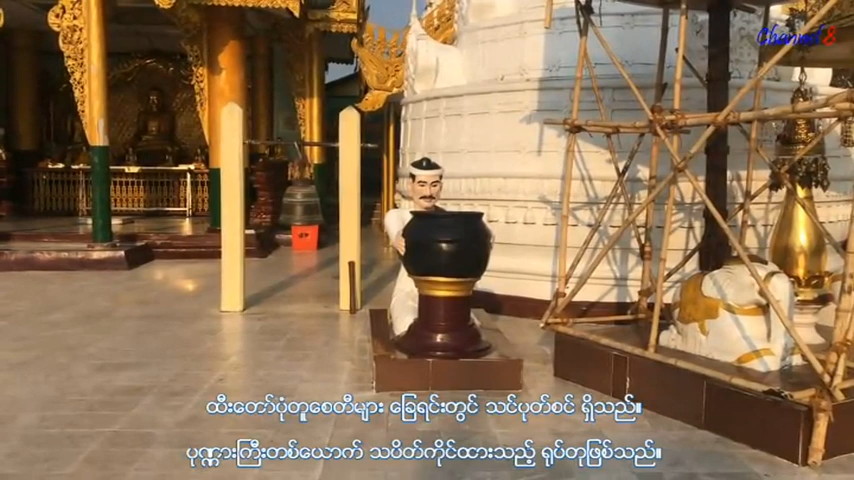 Channel8
ထီးတော်ပုံတူစေတီများ ခြေရင်းတွင် သင်ပုတ်စင် ရှိသည်။
ပုဏ္ဏားကြီးတစ်ယောက် သပိတ်ကိုင်ထားသည့် ရုပ်တုဖြစ်သည်။